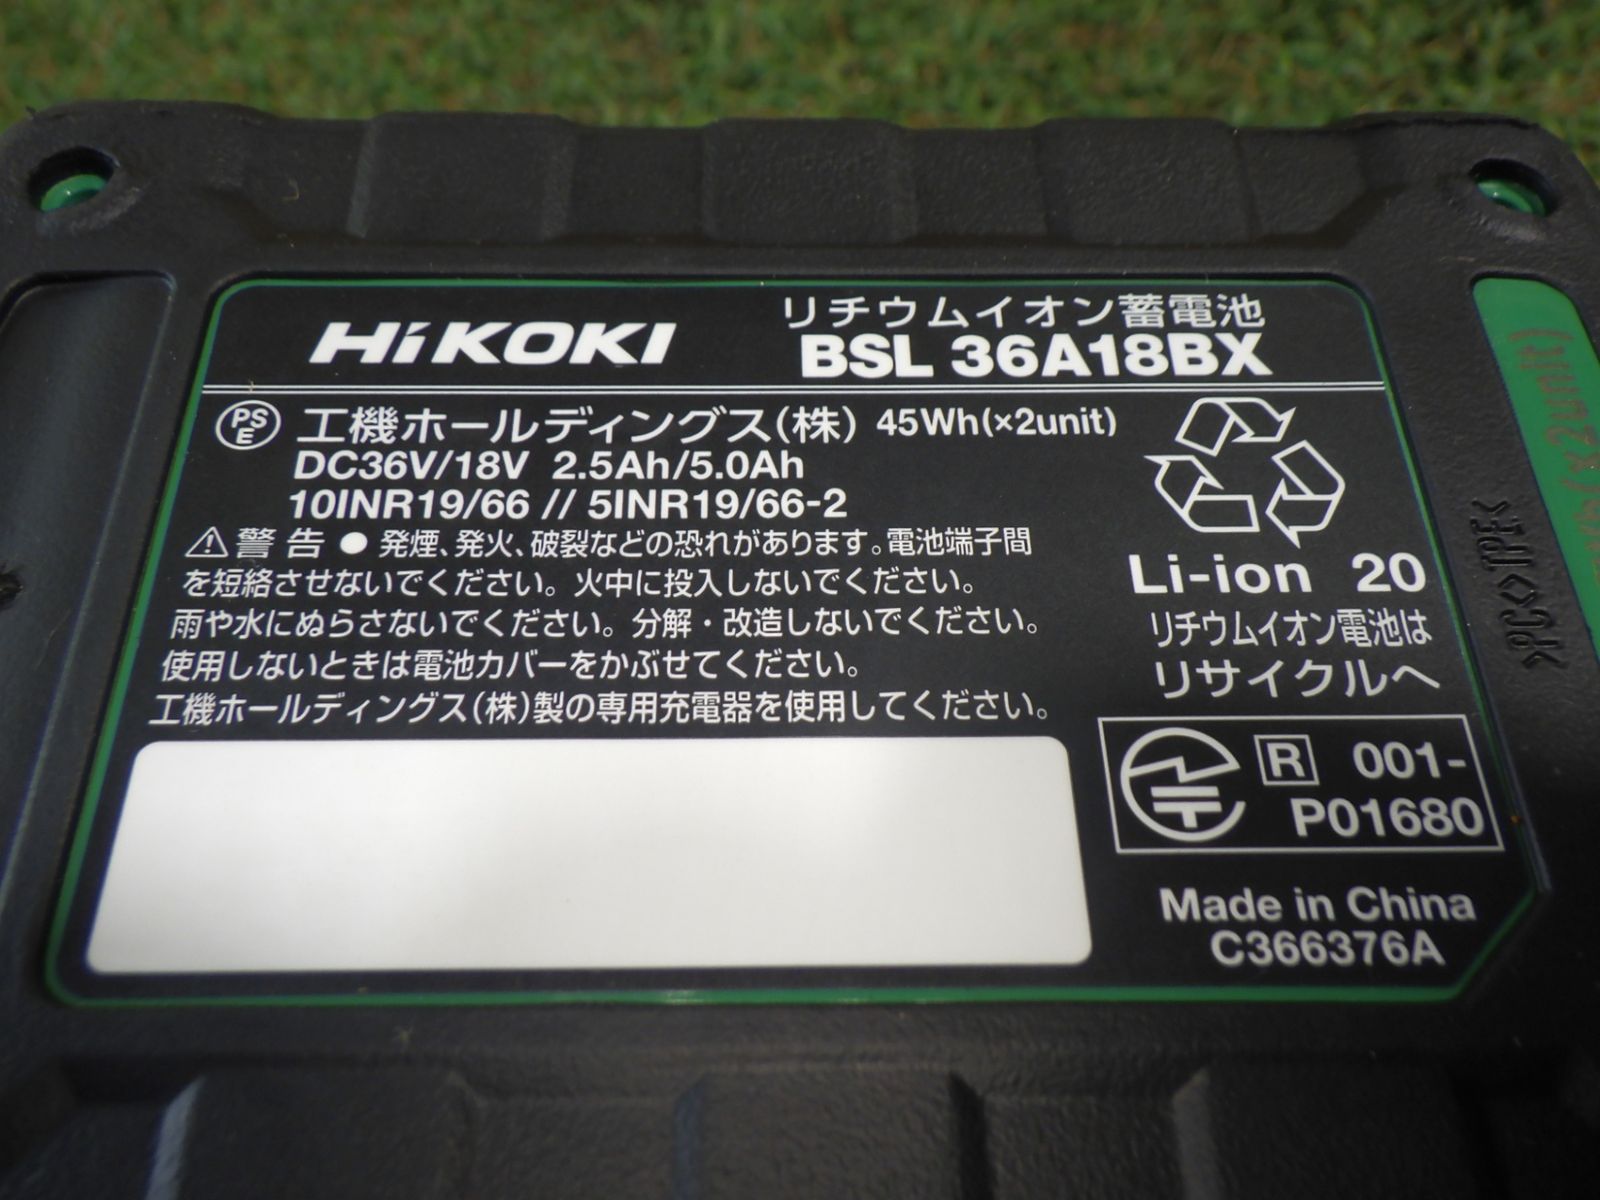 HiKOKI
リチウムイオン蓄電池
BSL 36A18BX
PS
E
工機ホールディングス(株) 45Wh(×2unit)
DC36V/18V 2.5Ah/5.0Ah
10INR19/66 // 5INR19/66-2
⚠警告 ● 発煙、発火、破裂などの恐れがあります。電池端子間
を短絡させないでください。火中に投入しないでください。
雨や水にぬらさないでください。分解・改造しないでください。
使用しないときは電池カバーをかぶせてください。
工機ホールディングス(株)製の専用充電器を使用してください。
Li-ion 20
リチウムイオン電池は
リサイクルへ
R 001-
P01680
Made in China
C366376A
>PC<>TPE<
(×2unit)